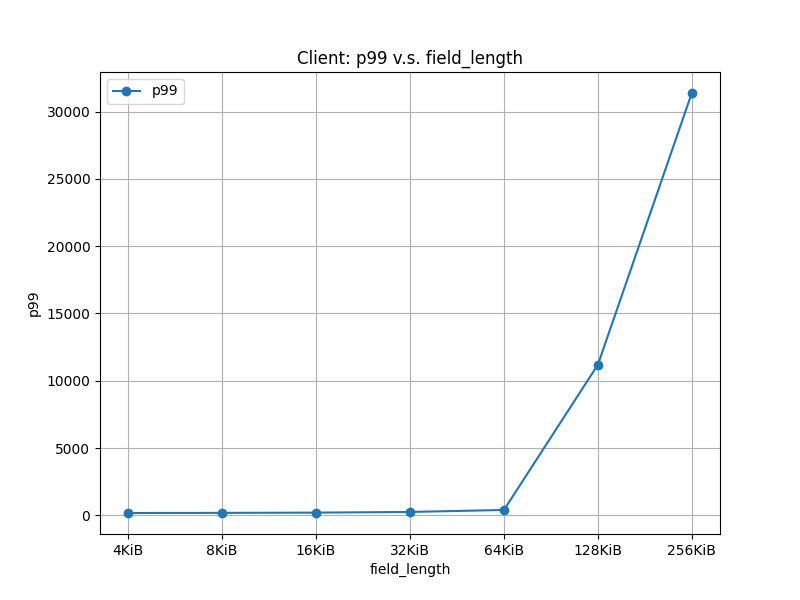 Client: p99 v.s. field_length
p99
30000
25000
20000
15000
10000
5000
0
p99
4KiB 8KiB 16KiB 32KiB 64KiB 128KiB 256KiB
field_length